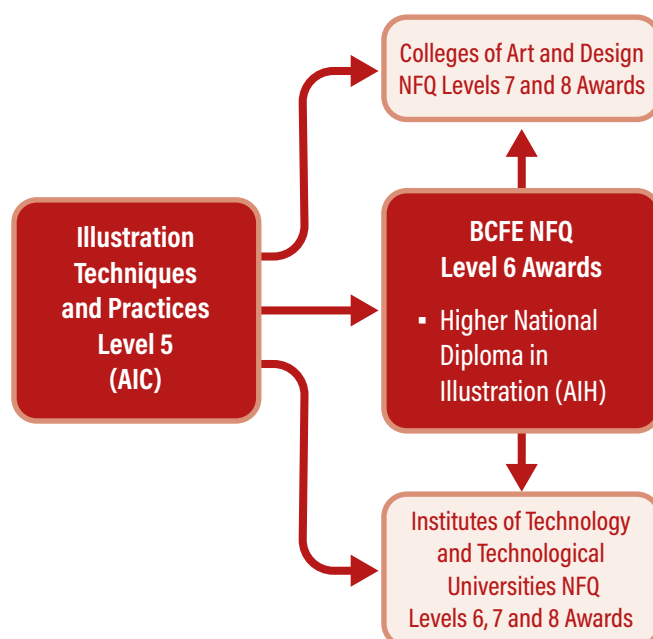 Colleges of Art and Design
NFQ Levels 7 and 8 Awards
Illustration
Techniques
and Practices
Level 5
(AIC)
BCFE NFQ
Level 6 Awards
▪ Higher National
Diploma in
Illustration (AIH)
Institutes of Technology
and Technological
Universities NFQ
Levels 6, 7 and 8 Awards